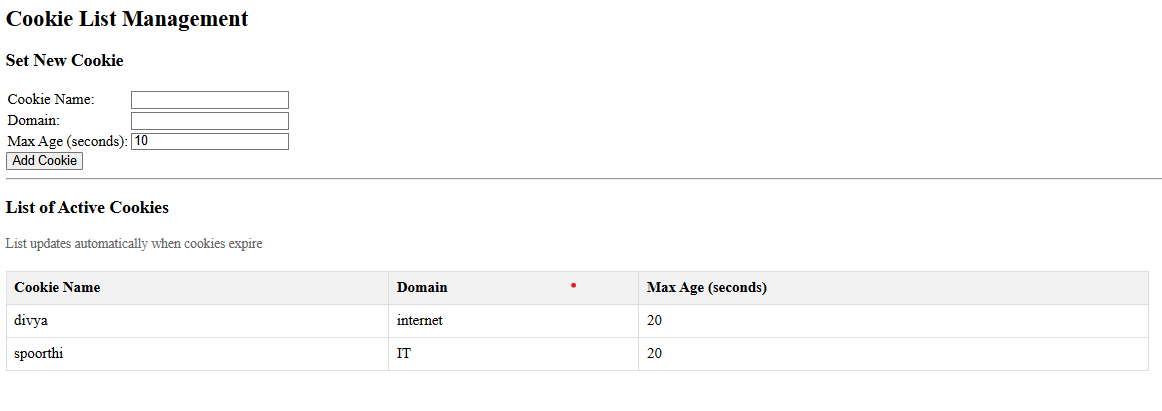 Cookie List Management
Set New Cookie
Cookie Name:
Domain:
Max Age (seconds): 10
Add Cookie
List of Active Cookies
List updates automatically when cookies expire
Cookie Name Domain Max Age (seconds)
divya internet 20
spoorthi IT 20